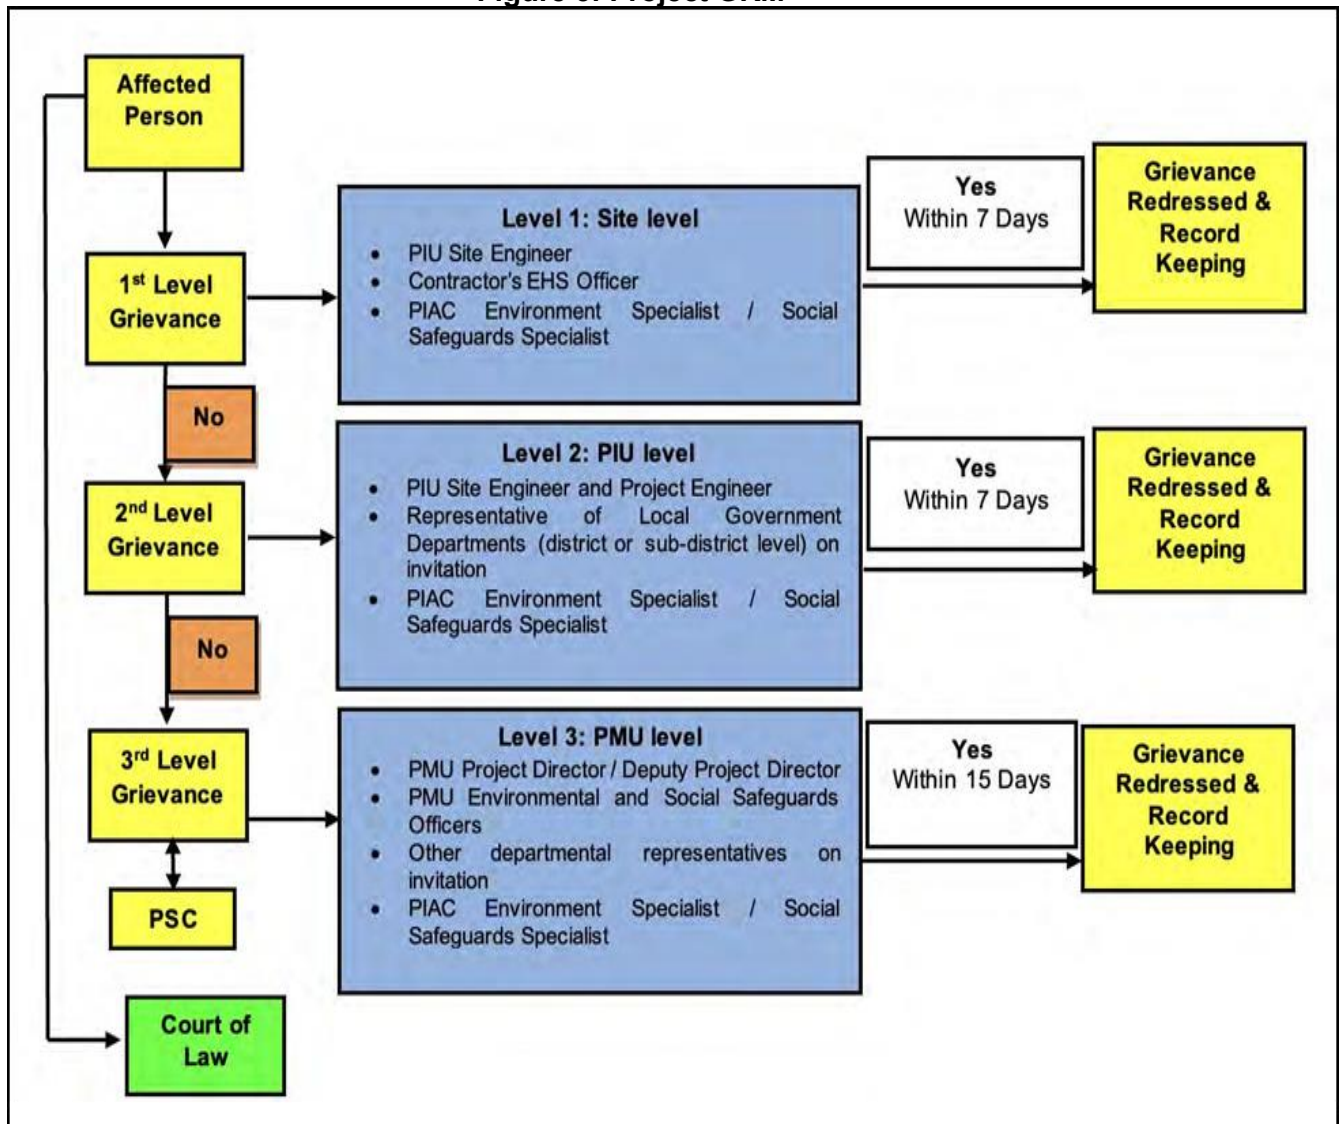 Affected
Person
1st Level
Grievance
Level 1: Site level
• PIU Site Engineer
• Contractor's EHS Officer
• PIAC Environment Specialist / Social
Safeguards Specialist
Yes
Within 7 Days
Grievance
Redressed &
Record
Keeping
No
2nd Level
Grievance
Level 2: PIU level
• PIU Site Engineer and Project Engineer
• Representative of Local Government
Departments (district or sub-district level) on
invitation
• PIAC Environment Specialist / Social
Safeguards Specialist
Yes
Within 7 Days
Grievance
Redressed &
Record
Keeping
No
3rd Level
Grievance
Level 3: PMU level
• PMU Project Director / Deputy Project Director
• PMU Environmental and Social Safeguards
Officers
• Other departmental representatives on
invitation
• PIAC Environment Specialist / Social
Safeguards Specialist
Yes
Within 15 Days
Grievance
Redressed &
Record
Keeping
PSC
Court of
Law